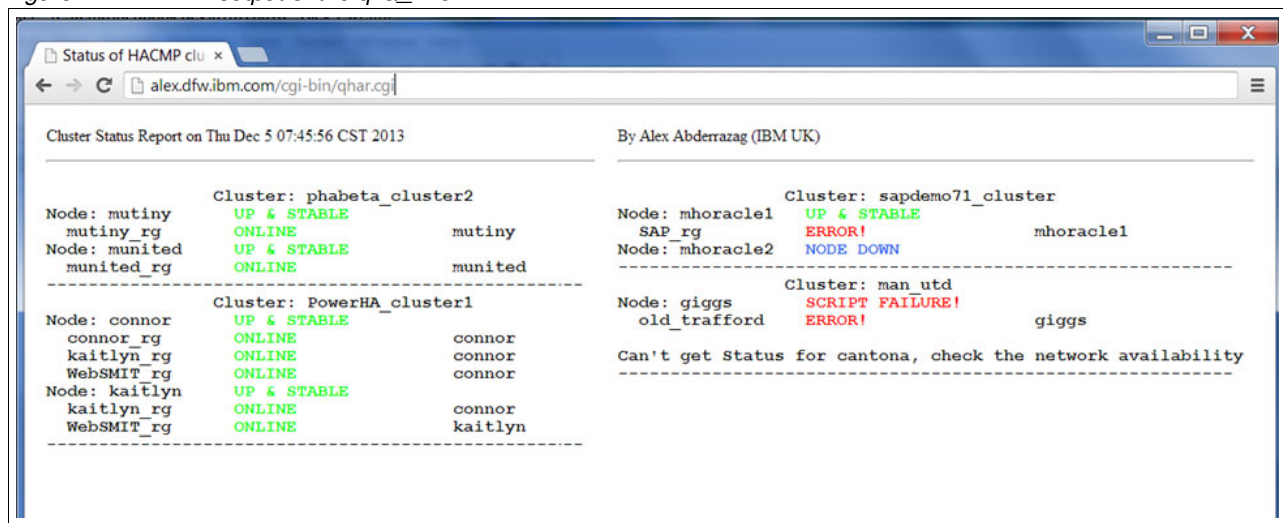 Status of HACMP clu
alex.dfw.ibm.com/cgi-bin/qhar.cgi
Cluster Status Report on Thu Dec 5 07:45:56 CST 2013
Cluster: phabeta_cluster2
Node: mutiny UP & STABLE
mutiny_rg ONLINE mutiny
Node: munited UP & STABLE
munited_rg ONLINE munited
Cluster: PowerHA_cluster1
Node: connor UP & STABLE
connor_rg ONLINE connor
kaitlyn_rg ONLINE connor
WebSMIT_rg ONLINE connor
Node: kaitlyn UP & STABLE
kaitlyn_rg ONLINE connor
WebSMIT_rg ONLINE kaitlyn
By Alex Abderrazag (IBM UK)
Cluster: sapdemo71_cluster
Node: mhoracle1 UP & STABLE
SAP_rg ERROR! mhoracle1
Node: mhoracle2 NODE DOWN
Cluster: man_utd
Node: giggs SCRIPT FAILURE!
old_trafford ERROR! giggs
Can't get Status for cantona, check the network availability